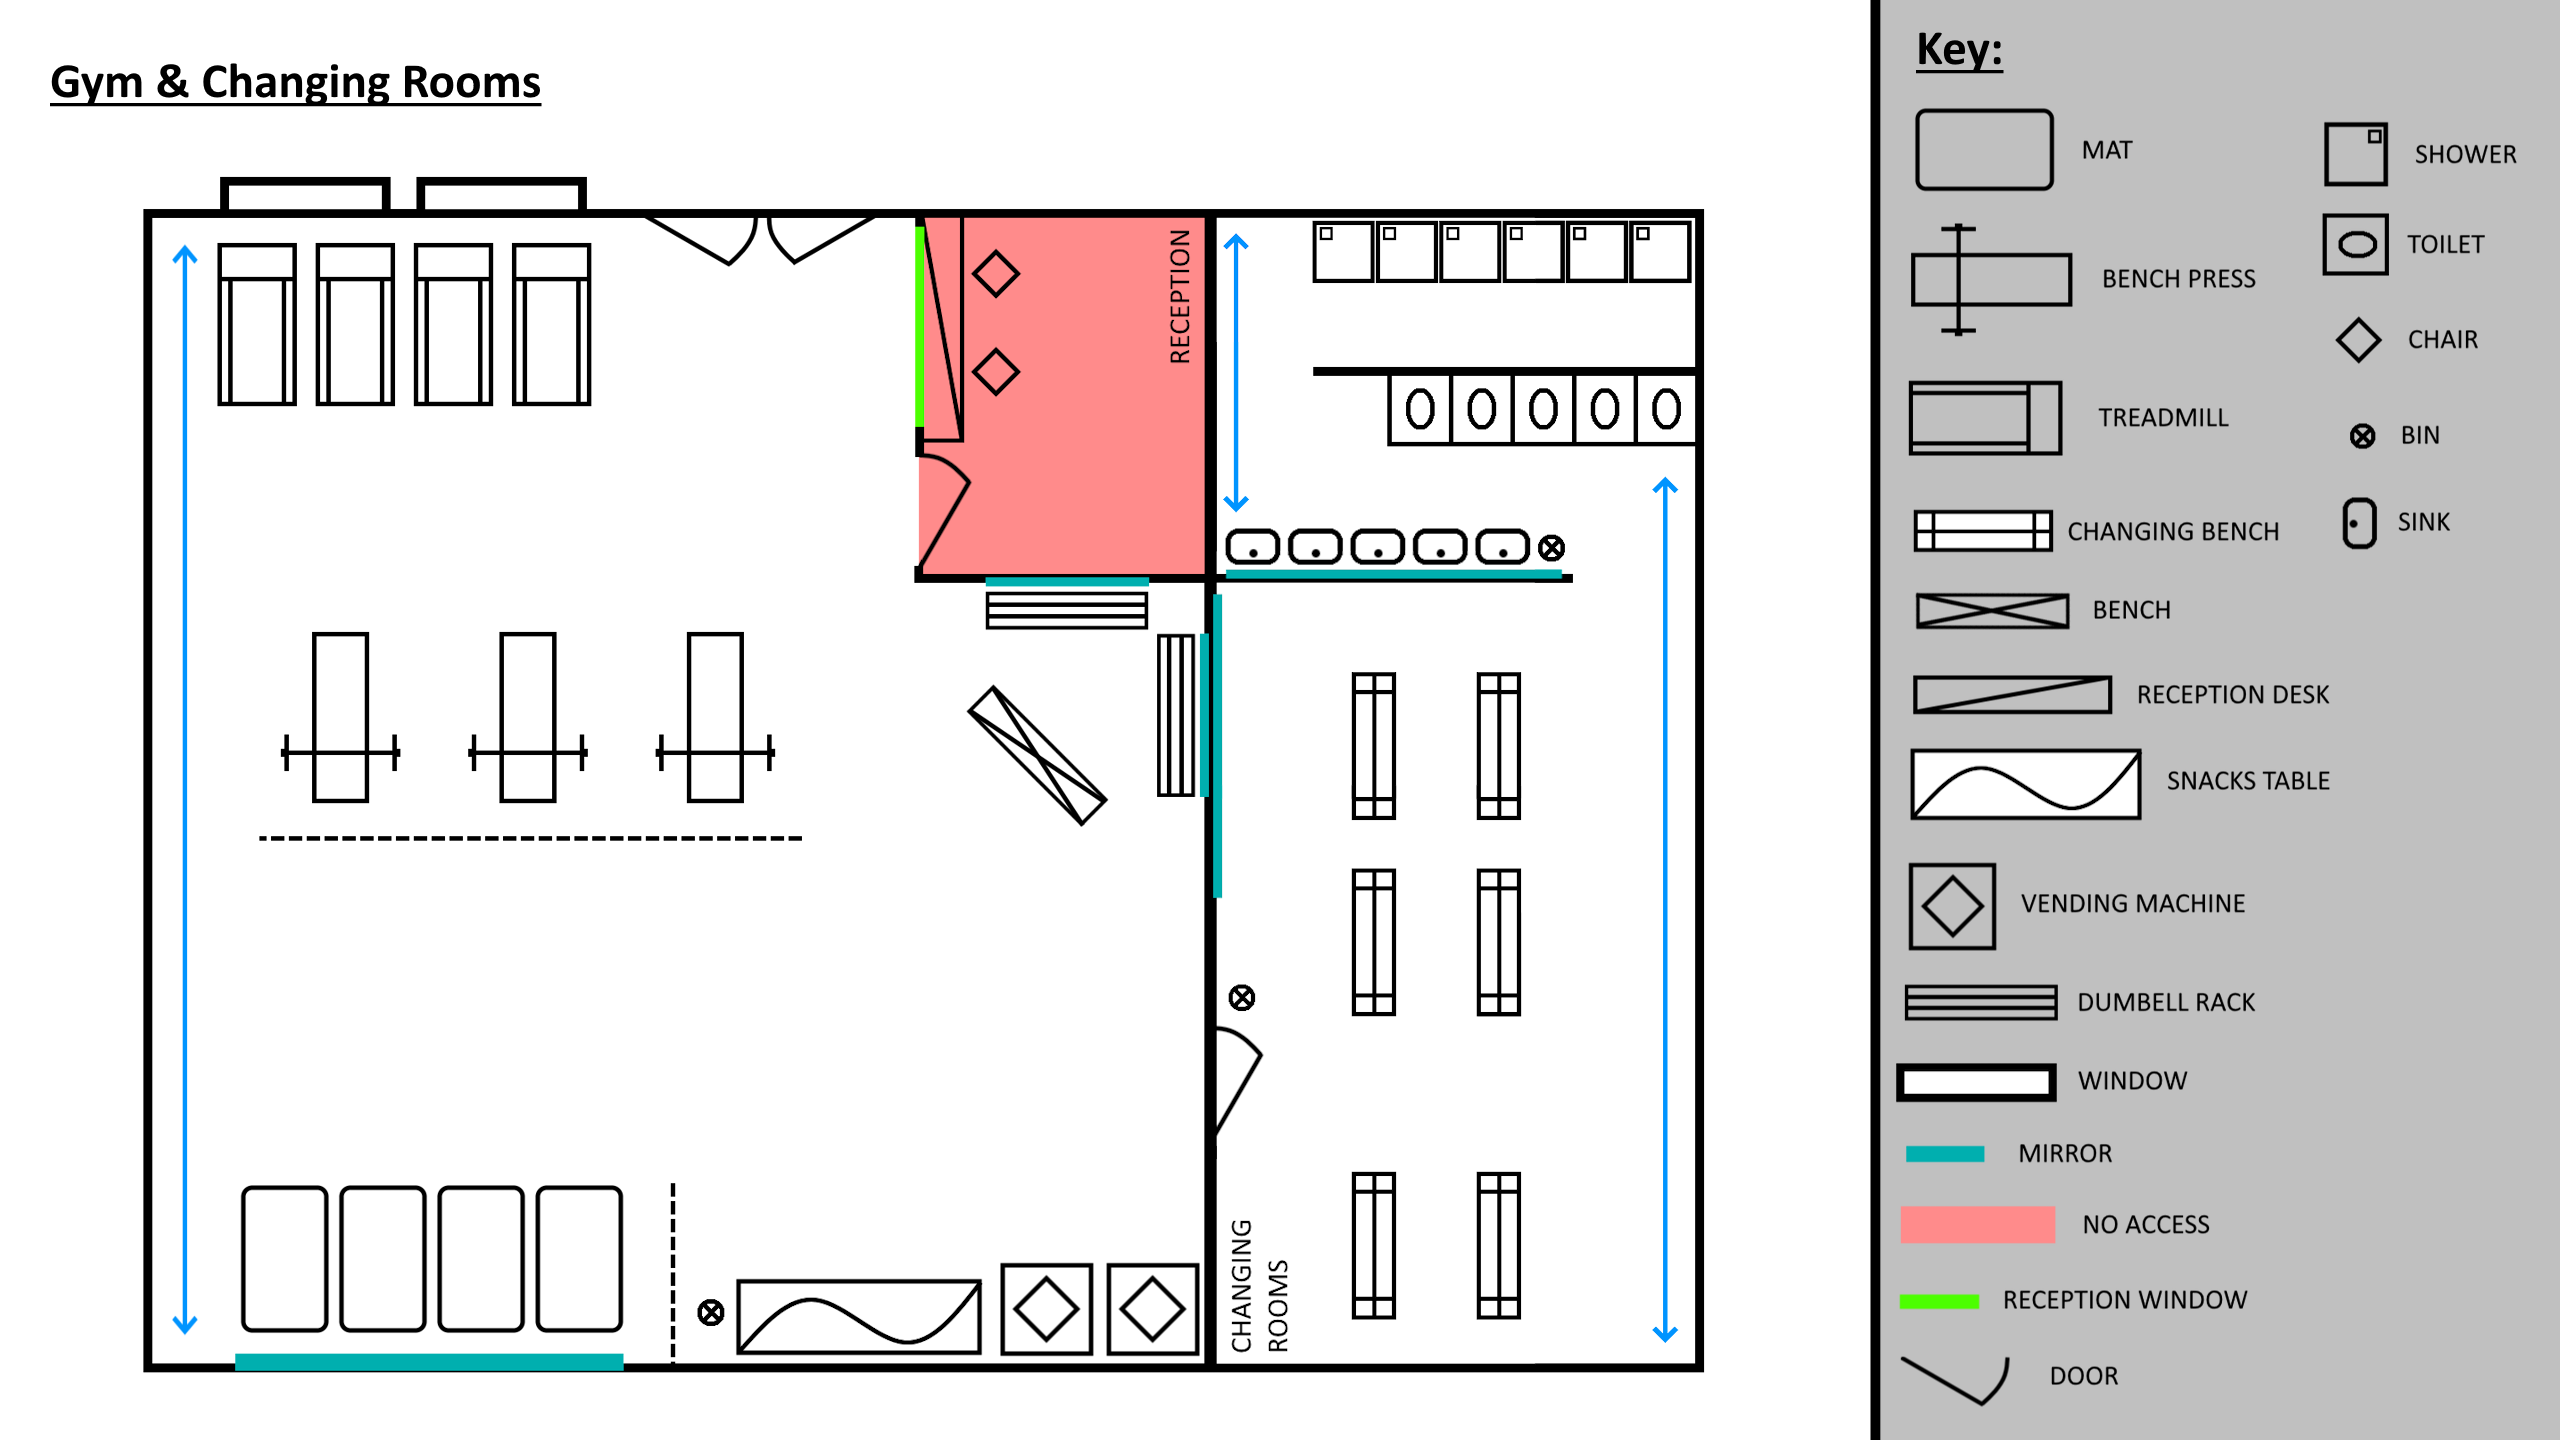 Gym & Changing Rooms
RECEPTION
CHANGING
ROOMS
Key:
MAT
BENCH PRESS
TREADMILL
CHANGING BENCH
BENCH
RECEPTION DESK
SNACKS TABLE
VENDING MACHINE
DUMBELL RACK
WINDOW
MIRROR
NO ACCESS
RECEPTION WINDOW
DOOR
SHOWER
TOILET
CHAIR
BIN
SINK